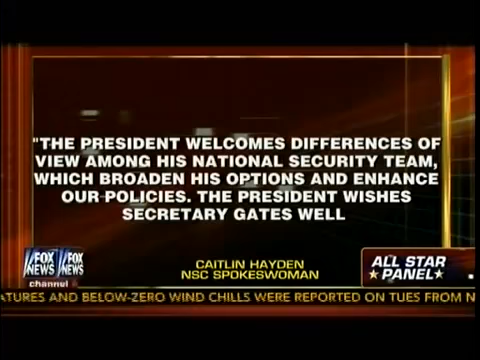 "THE PRESIDENT WELCOMES DIFFERENCES OF
VIEW AMONG HIS NATIONAL SECURITY TEAM,
WHICH BROADEN HIS OPTIONS AND ENHANCE
OUR POLICIES. THE PRESIDENT WISHES
SECRETARY GATES WELL
CAITLIN HAYDEN
NSC SPOKESWOMAN
FOX NEWS
channel
FOX NEWS
ALL STAR
PANEL
ATURES AND BELOW-ZERO WIND CHILLS WERE REPORTED ON TUES FROM N